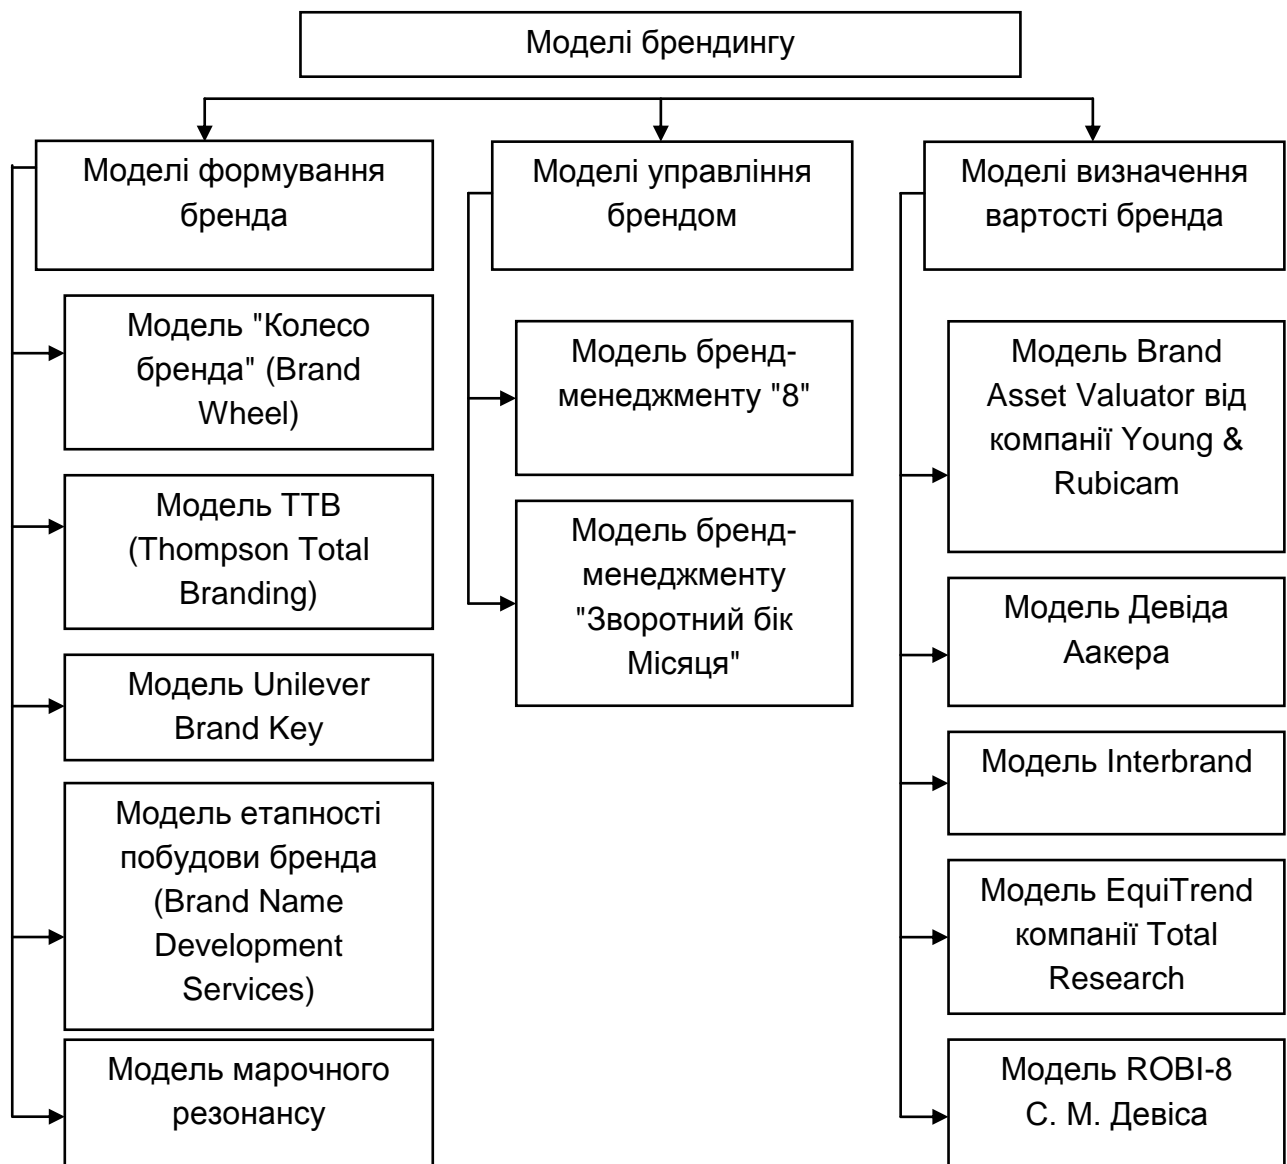 Моделі брендингу
Моделі формування
бренда
Модель "Колесо
бренда" (Brand
Wheel)
Модель ТТВ
(Thompson Total
Branding)
Модель Unilever
Brand Key
Модель етапності
побудови бренда
(Brand Name
Development
Services)
Модель марочного
резонансу
Моделі управління
брендом
Модель бренд-
менеджменту "8"
Модель бренд-
менеджменту
"Зворотний бік
Місяця"
Моделі визначення
вартості бренда
Модель Brand
Asset Valuator від
компанії Young &
Rubicam
Модель Девіда
Аакера
Модель Interbrand
Модель EquiTrend
компанії Total
Research
Модель ROBI-8
С. М. Девіса